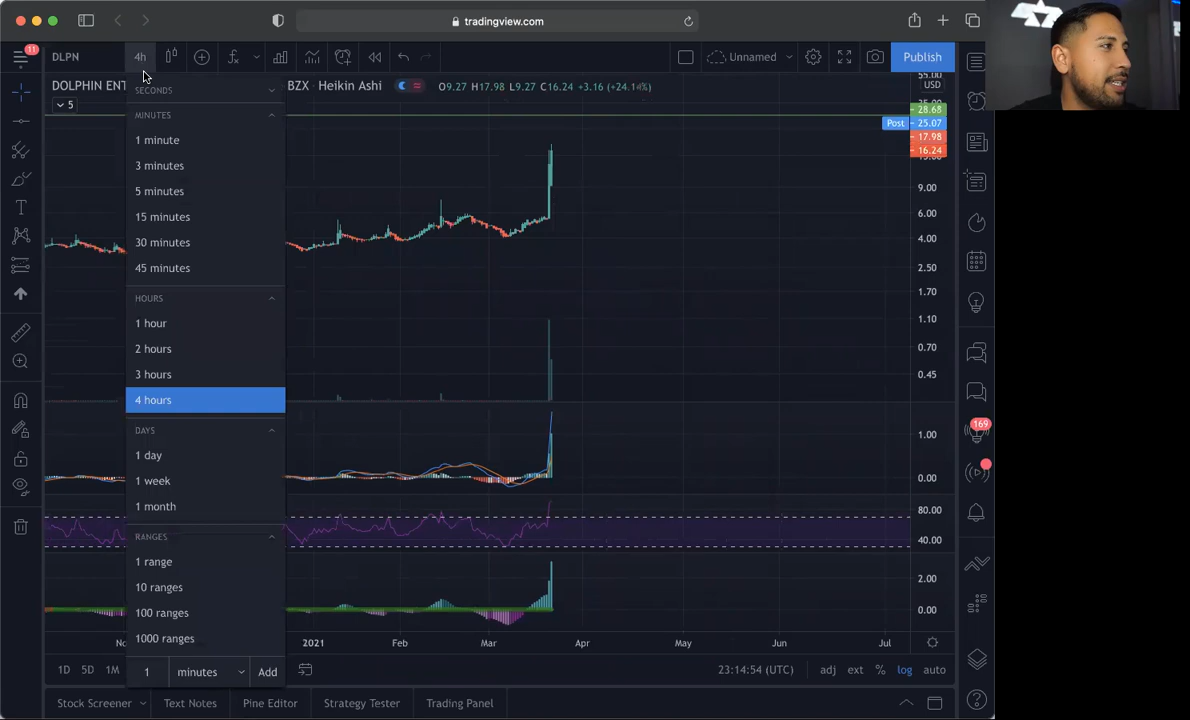 tradingview.com
11
DLPN
4h
Unnamed
Publish
DOLPHIN ENT
BZX · Heikin Ashi
O9.27 H17.98 L9.27 C16.24 +3.16 (+24.1
5
SECONDS
MINUTES
1 minute
3 minutes
5 minutes
15 minutes
30 minutes
45 minutes
HOURS
1 hour
2 hours
3 hours
4 hours
DAYS
1 day
1 week
1 month
RANGES
1 range
10 ranges
100 ranges
1000 ranges
1
minutes
Add
55.00
USD
28.68
Post
25.07
17.98
16.24
9.00
6.00
4.00
2.50
1.70
1.10
0.70
0.45
1.00
0.00
80.00
40.00
2.00
0.00
169
2021
Feb
Mar
Apr
May
Jun
Jul
1D 5D 1M
23:14:54 (UTC)
adj ext % log auto
Stock Screener
Text Notes
Pine Editor
Strategy Tester
Trading Panel